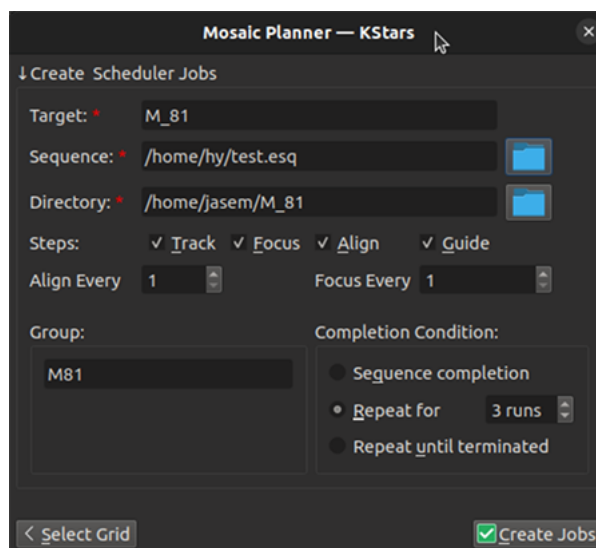 Mosaic Planner — KStars
↓Create Scheduler Jobs
Target: * M_81
Sequence: * /home/hy/test.esq
Directory: * /home/jasem/M_81
Steps: ✓ Track ✓ Focus ✓ Align ✓ Guide
Align Every 1 Focus Every 1
Group: Completion Condition:
M81 Sequence completion
Repeat for 3 runs
Repeat until terminated
< Select Grid Create Jobs